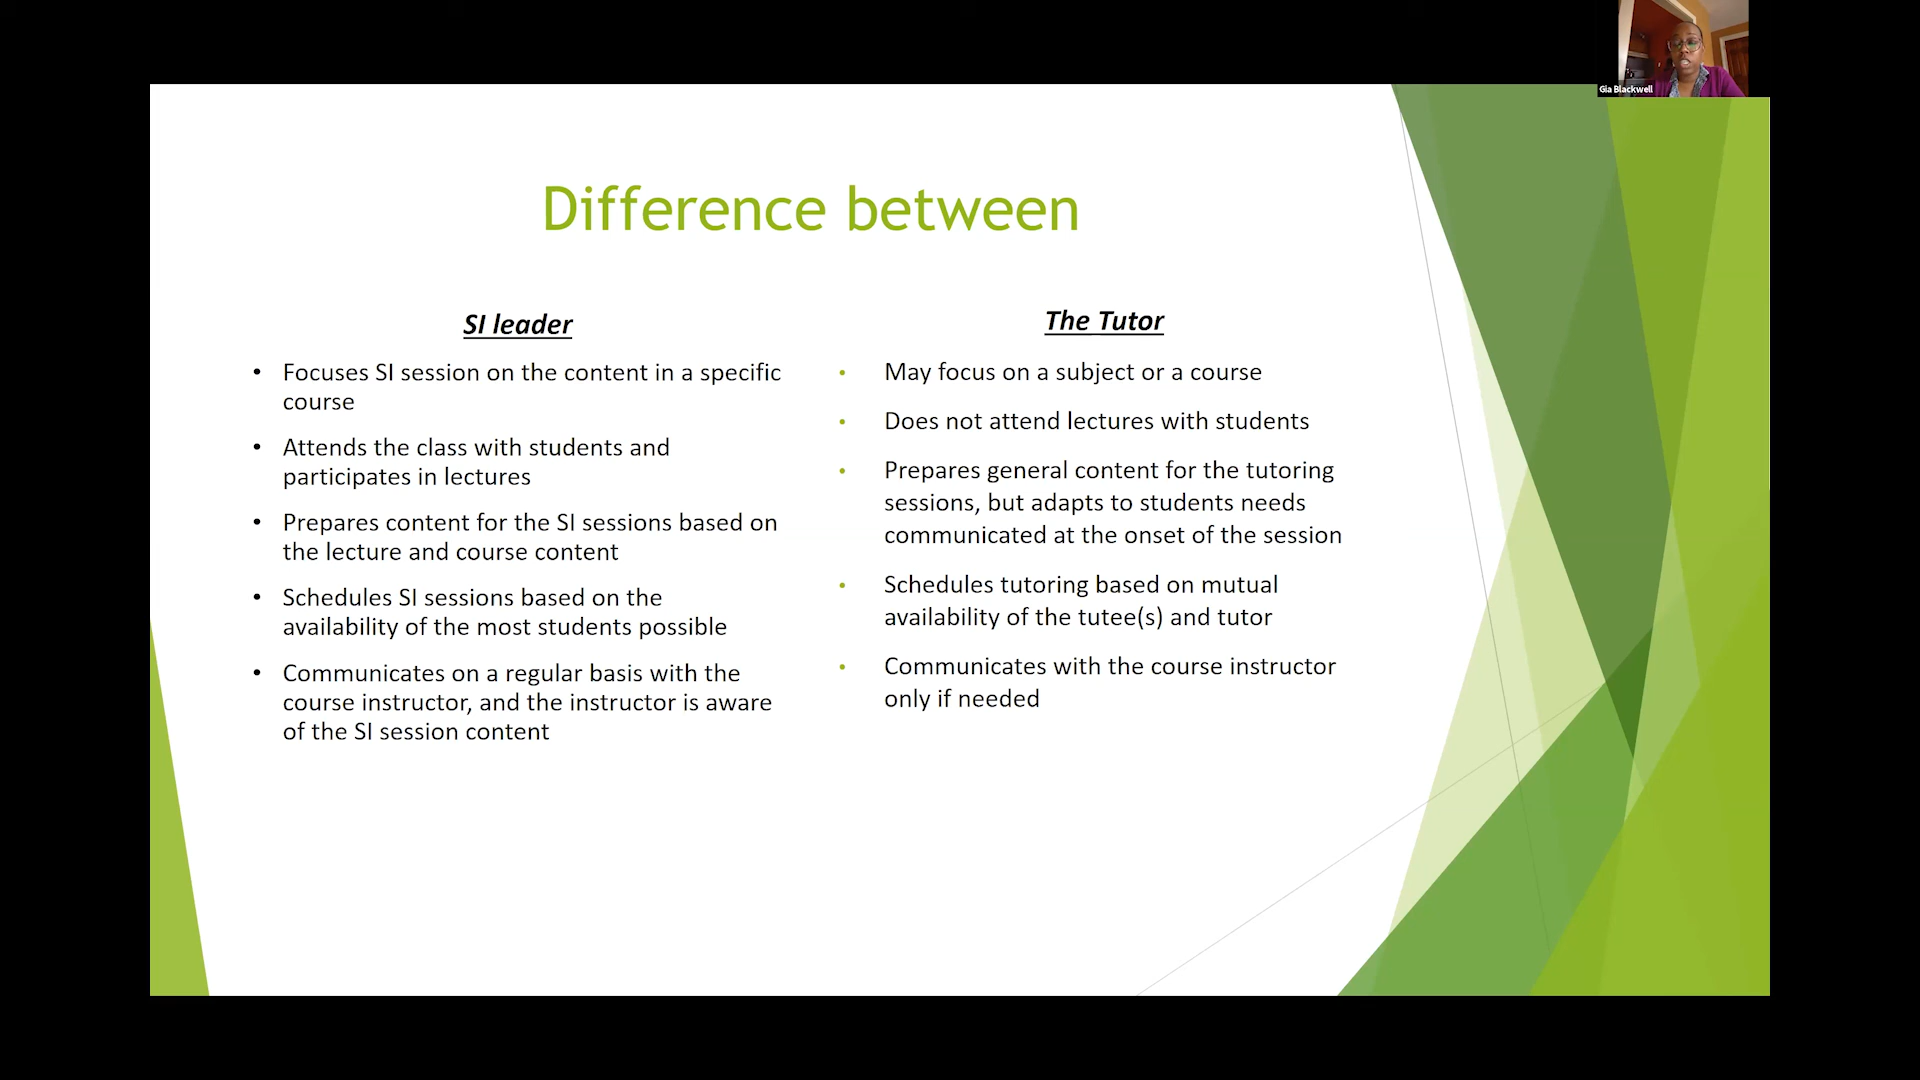 Gia Blackwell
Difference between
SI leader
• Focuses SI session on the content in a specific
course
• Attends the class with students and
participates in lectures
• Prepares content for the SI sessions based on
the lecture and course content
• Schedules SI sessions based on the
availability of the most students possible
• Communicates on a regular basis with the
course instructor, and the instructor is aware
of the SI session content
The Tutor
• May focus on a subject or a course
• Does not attend lectures with students
• Prepares general content for the tutoring
sessions, but adapts to students needs
communicated at the onset of the session
• Schedules tutoring based on mutual
availability of the tutee(s) and tutor
• Communicates with the course instructor
only if needed